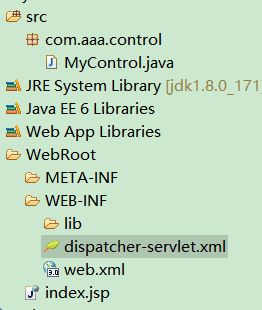 src
com.aaa.control
MyControl.java
JRE System Library [jdk1.8.0_171]
Java EE 6 Libraries
Web App Libraries
WebRoot
META-INF
WEB-INF
lib
dispatcher-servlet.xml
web.xml
index.jsp